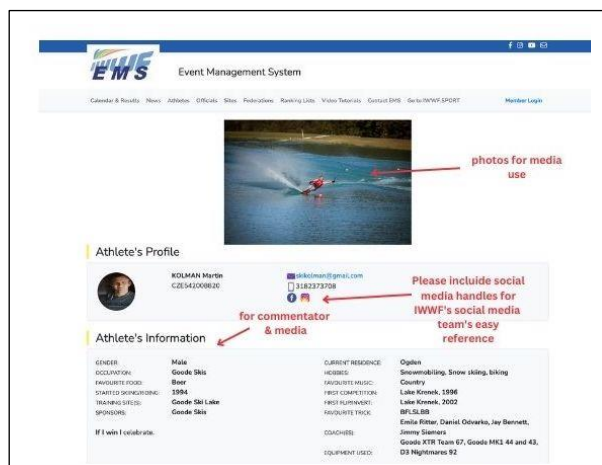 IWWF
EMS
Event Management System
Calendar & Results News Athletes Officials Sites Federations Ranking Lists Video Tutorials Contact EMS Go to IWWF.SPORT Member Login
photos for media
use
Athlete's Profile
KOLMAN Martin
CZE542008820
skkolman@gmail.com
3182373708
Please incluide social
media handles for
IWWF's social media
team's easy
reference
for commentator
& media
Athlete's Information
GENDER: Male
OCCUPATION: Goode Skis
FAVOURITE FOOD: Beer
STARTED SKIING/RIDING: 1994
TRAINING SITE(S): Goode Ski Lake
SPONSORS: Goode Skis
If I win I celebrate.
CURRENT RESIDENCE: Ogden
HOBBIES: Snowmobiling, Snow skiing, biking
FAVOURITE MUSIC: Country
FIRST COMPETITION: Lake Krenek, 1996
FIRST FLIP/INVERT: Lake Krenek, 2002
FAVOURITE TRICK: BFLSLBB
Emile Ritter, Daniel Odvarko, Jay Bennett,
COACH(ES): Jimmy Siemers
Goode XTR Team 67, Goode MK1 44 and 43,
EQUIPMENT USED: D3 Nightmares 92